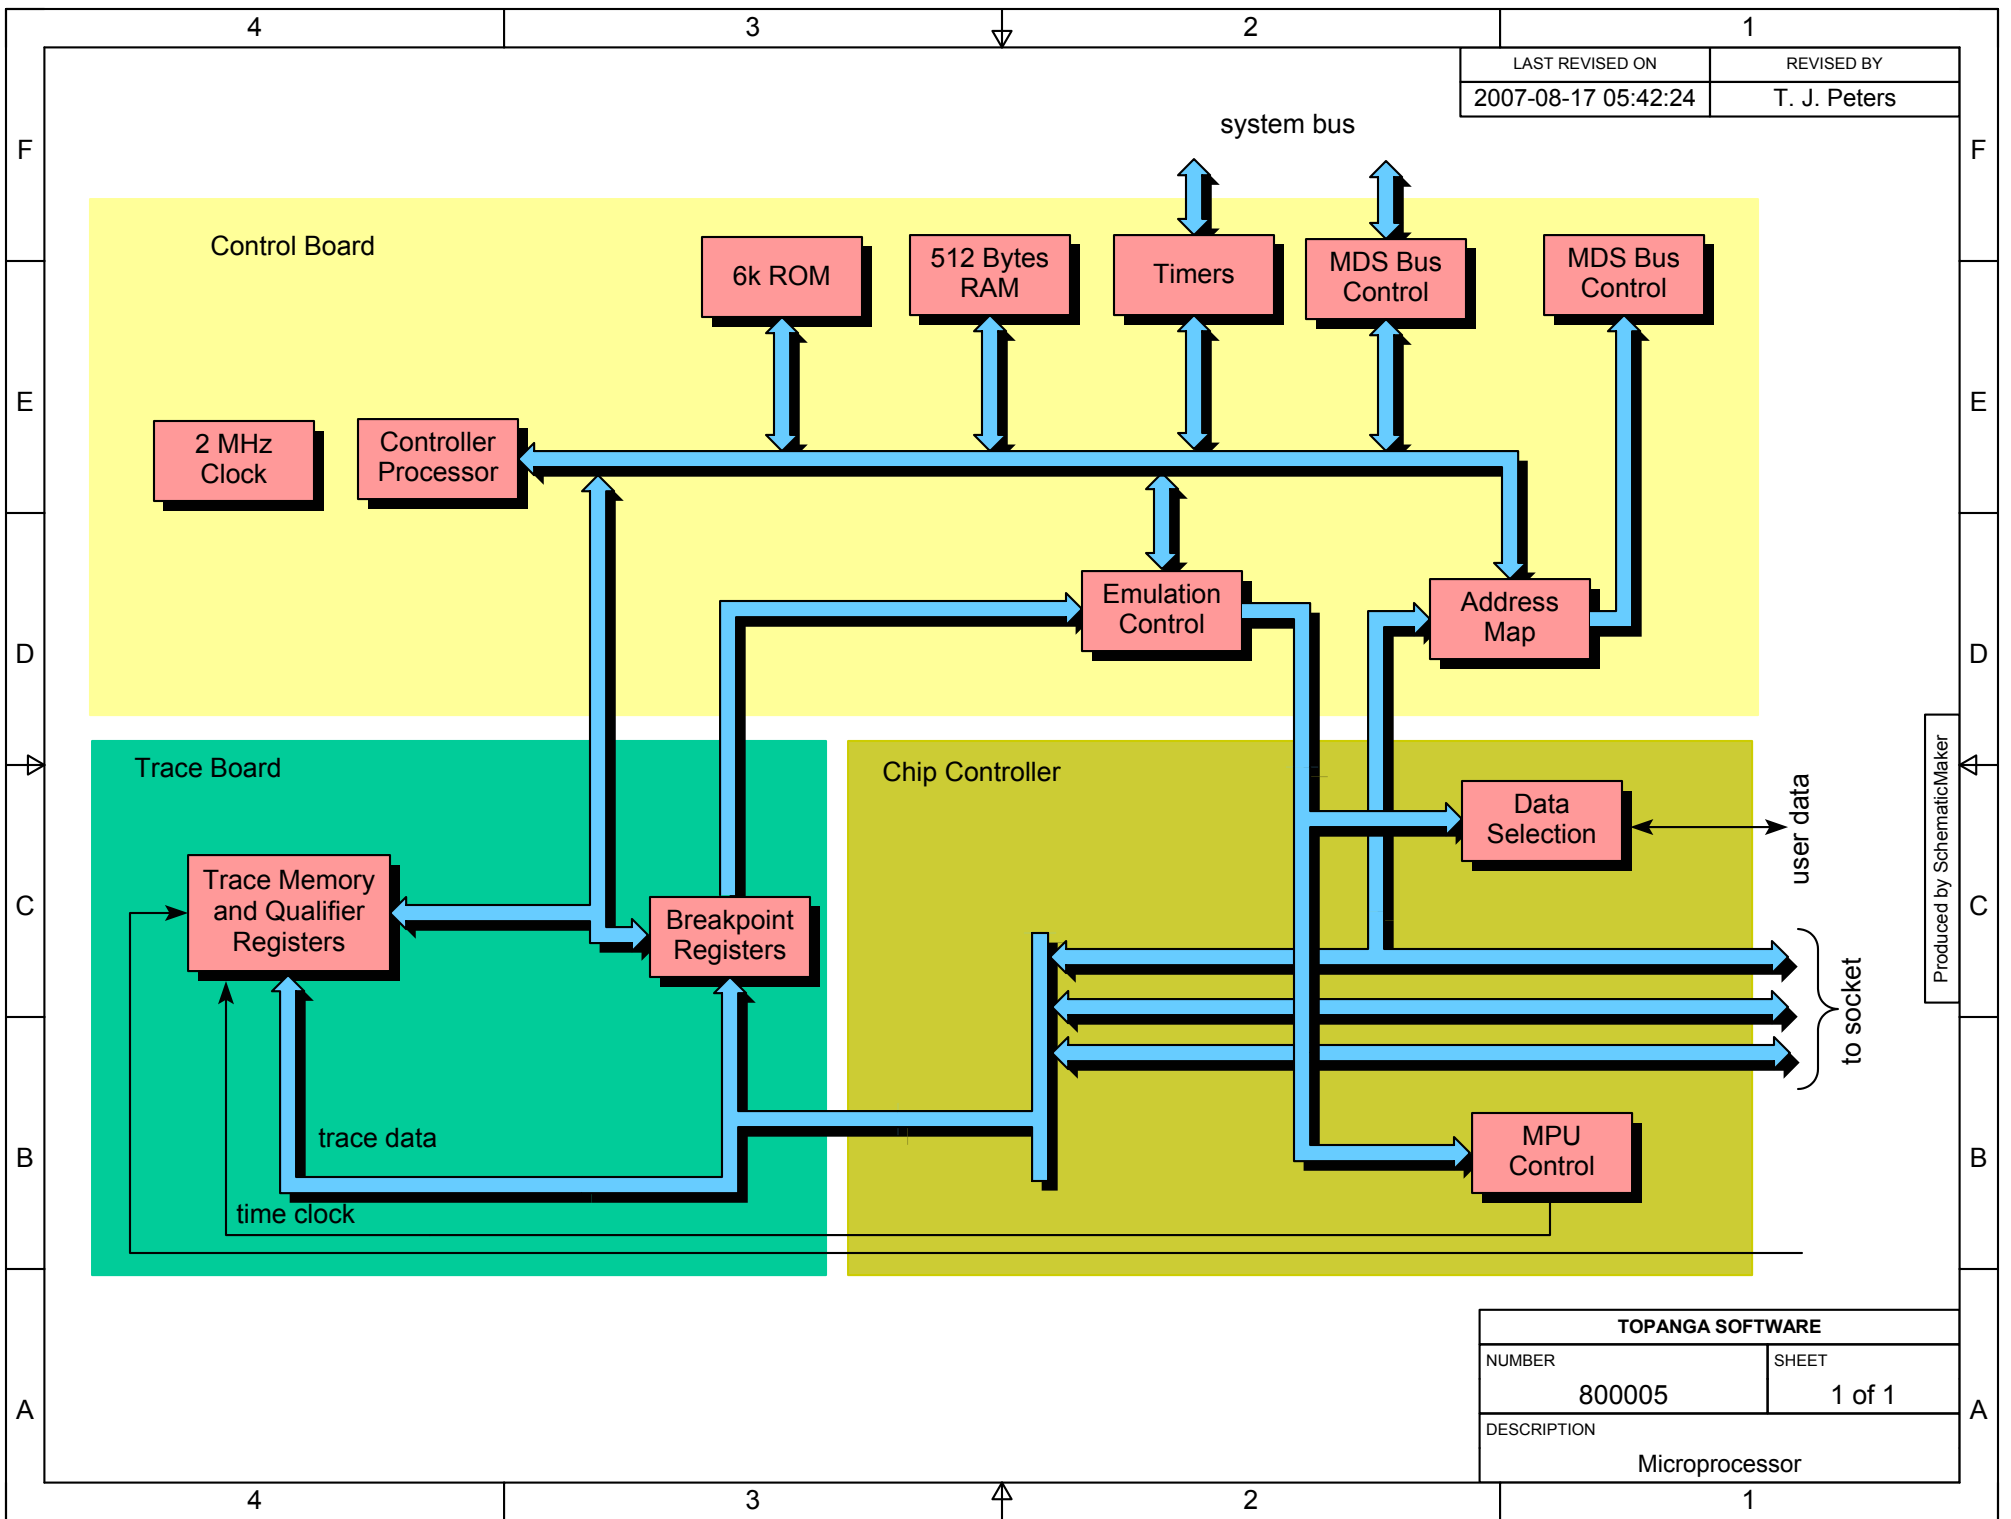 4 3 2 1
LAST REVISED ON
REVISED BY
2007-08-17 05:42:24
T. J. Peters
system bus
F
F
Control Board
6k ROM
512 Bytes
RAM
Timers
MDS Bus
Control
MDS Bus
Control
E
E
2 MHz
Clock
Controller
Processor
Emulation
Control
Address
Map
D
D
Trace Board
Chip Controller
Data
Selection
user data
Produced by SchematicMaker
Trace Memory
and Qualifier
Registers
Breakpoint
Registers
C
C
to socket
trace data
MPU
Control
B
B
time clock
TOPANGA SOFTWARE
NUMBER
SHEET
800005
1 of 1
A
A
DESCRIPTION
Microprocessor
4 3 2 1